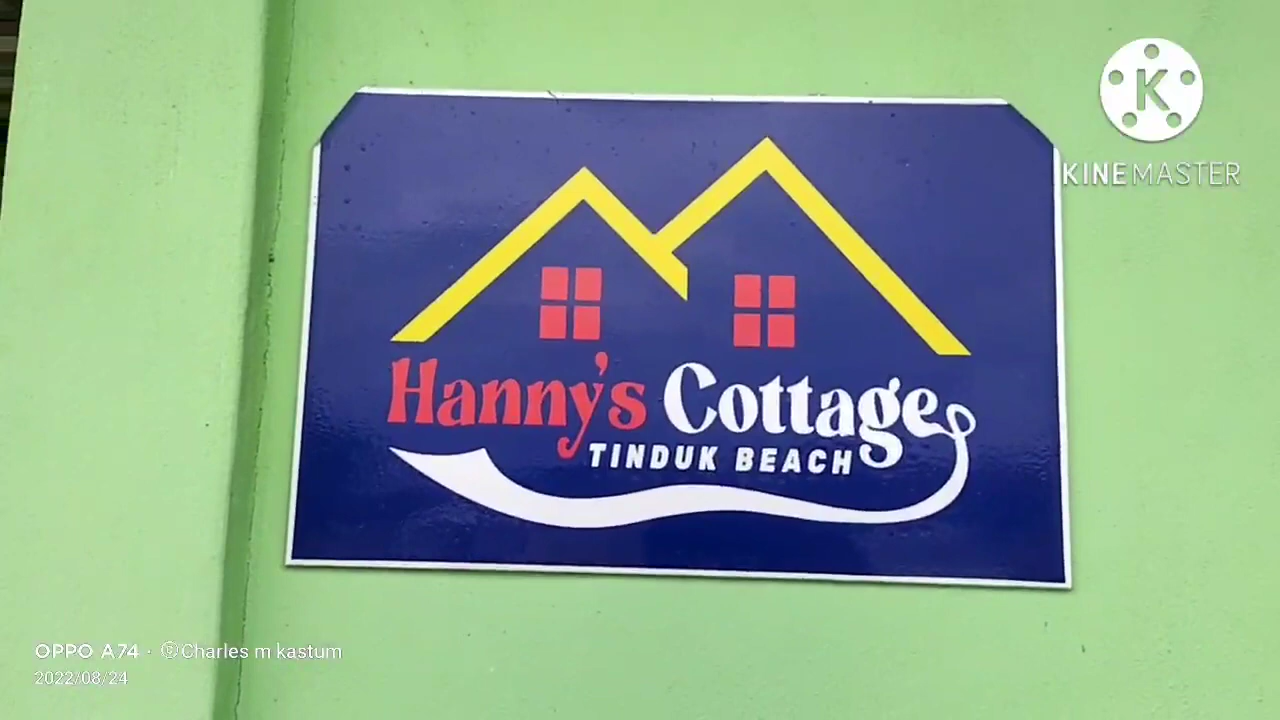 K
KINEMASTER
Hanny's Cottage
TINDUK BEACH
OPPO A74 · ©Charles m kastum
2022/08/24